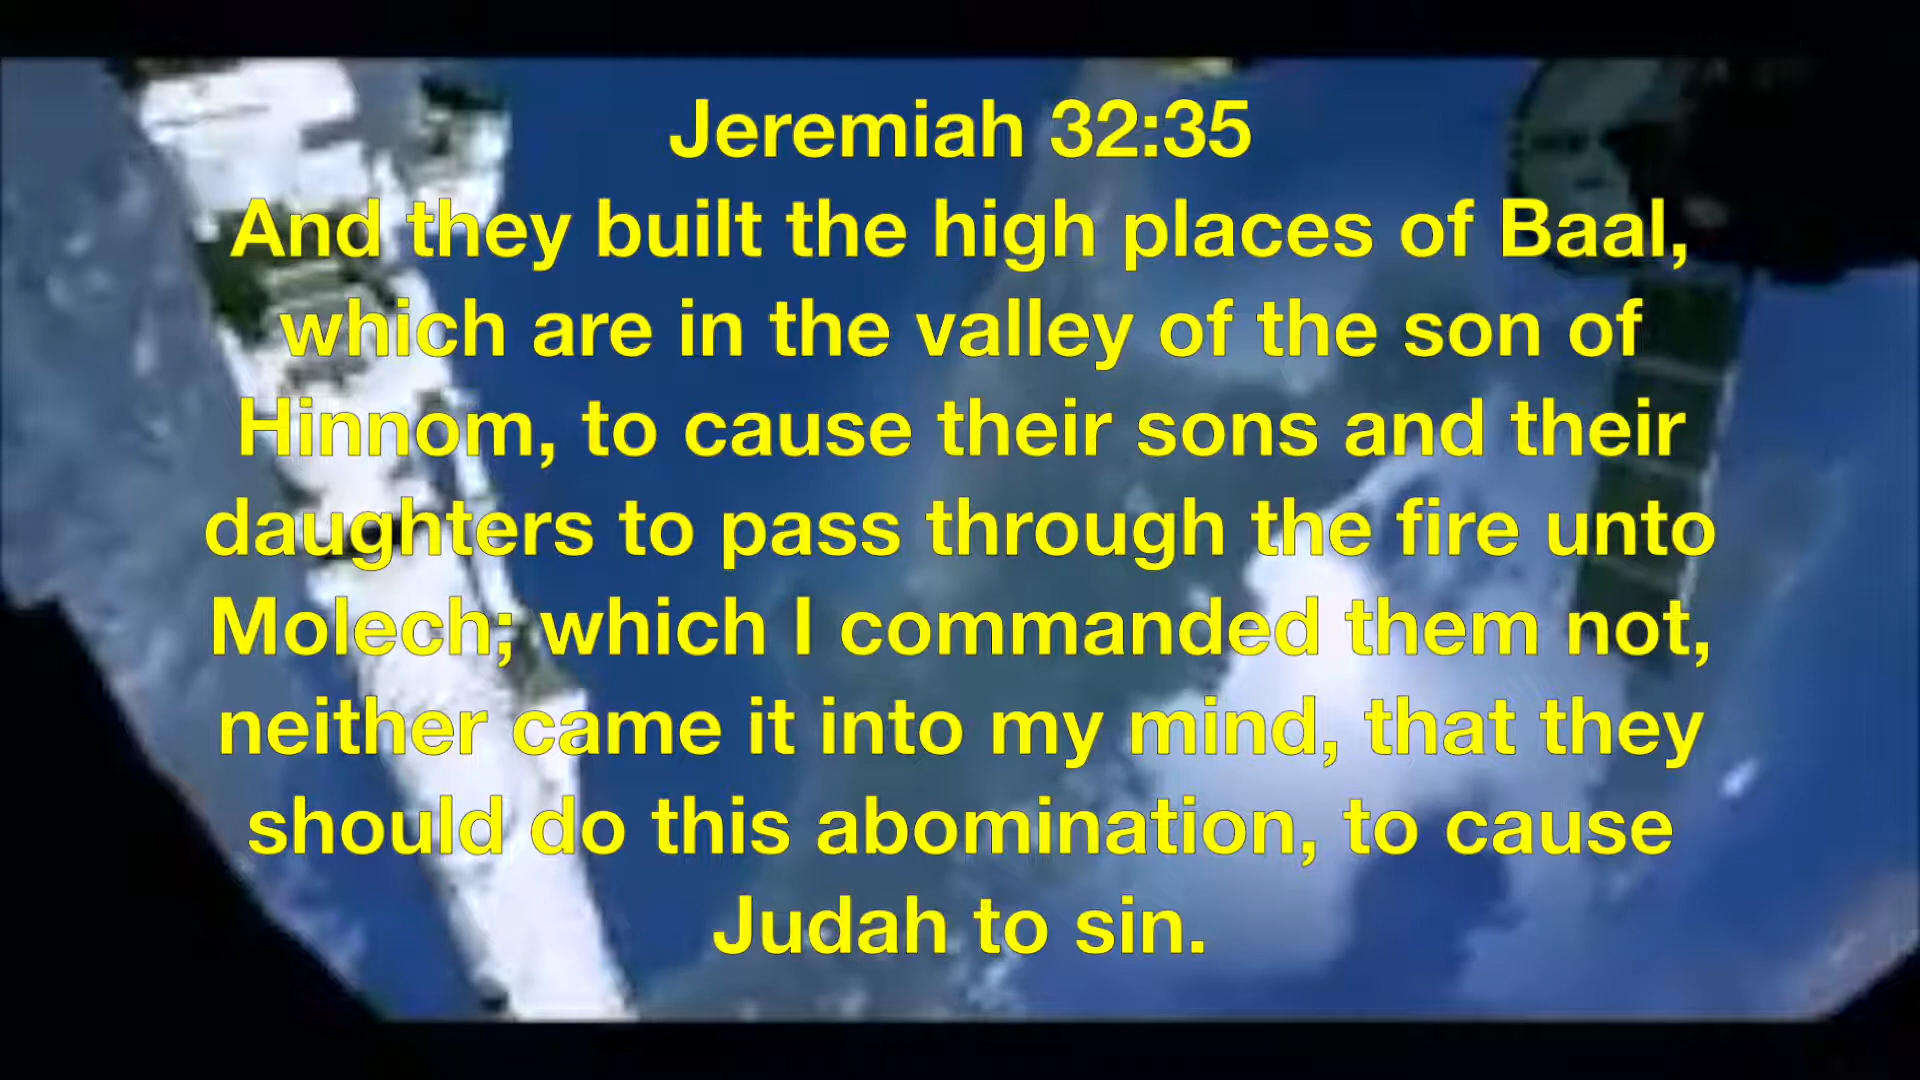 Jeremiah 32:35
And they built the high places of Baal,
which are in the valley of the son of
Hinnom, to cause their sons and their
daughters to pass through the fire unto
Molech; which I commanded them not,
neither came it into my mind, that they
should do this abomination, to cause
Judah to sin.